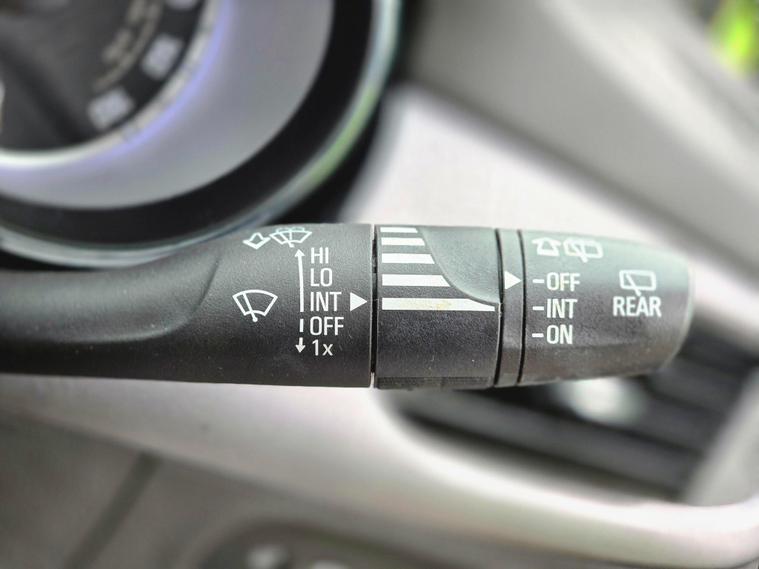 HI
LO
INT
OFF
1x
-OFF
-INT
-ON
REAR